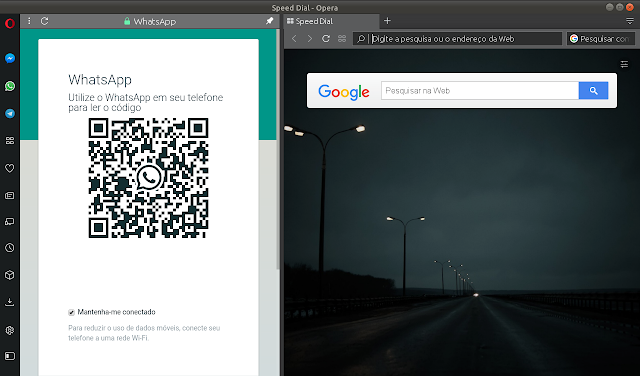 Speed Dial - Opera
WhatsApp
Speed Dial
Digite a pesquisa ou o endereço da Web
Pesquisar con
WhatsApp
Utilize o WhatsApp em seu telefone
para ler o código
Mantenha-me conectado
Para reduzir o uso de dados móveis, conecte seu
telefone a uma rede Wi-Fi.
Google
Pesquisar na Web